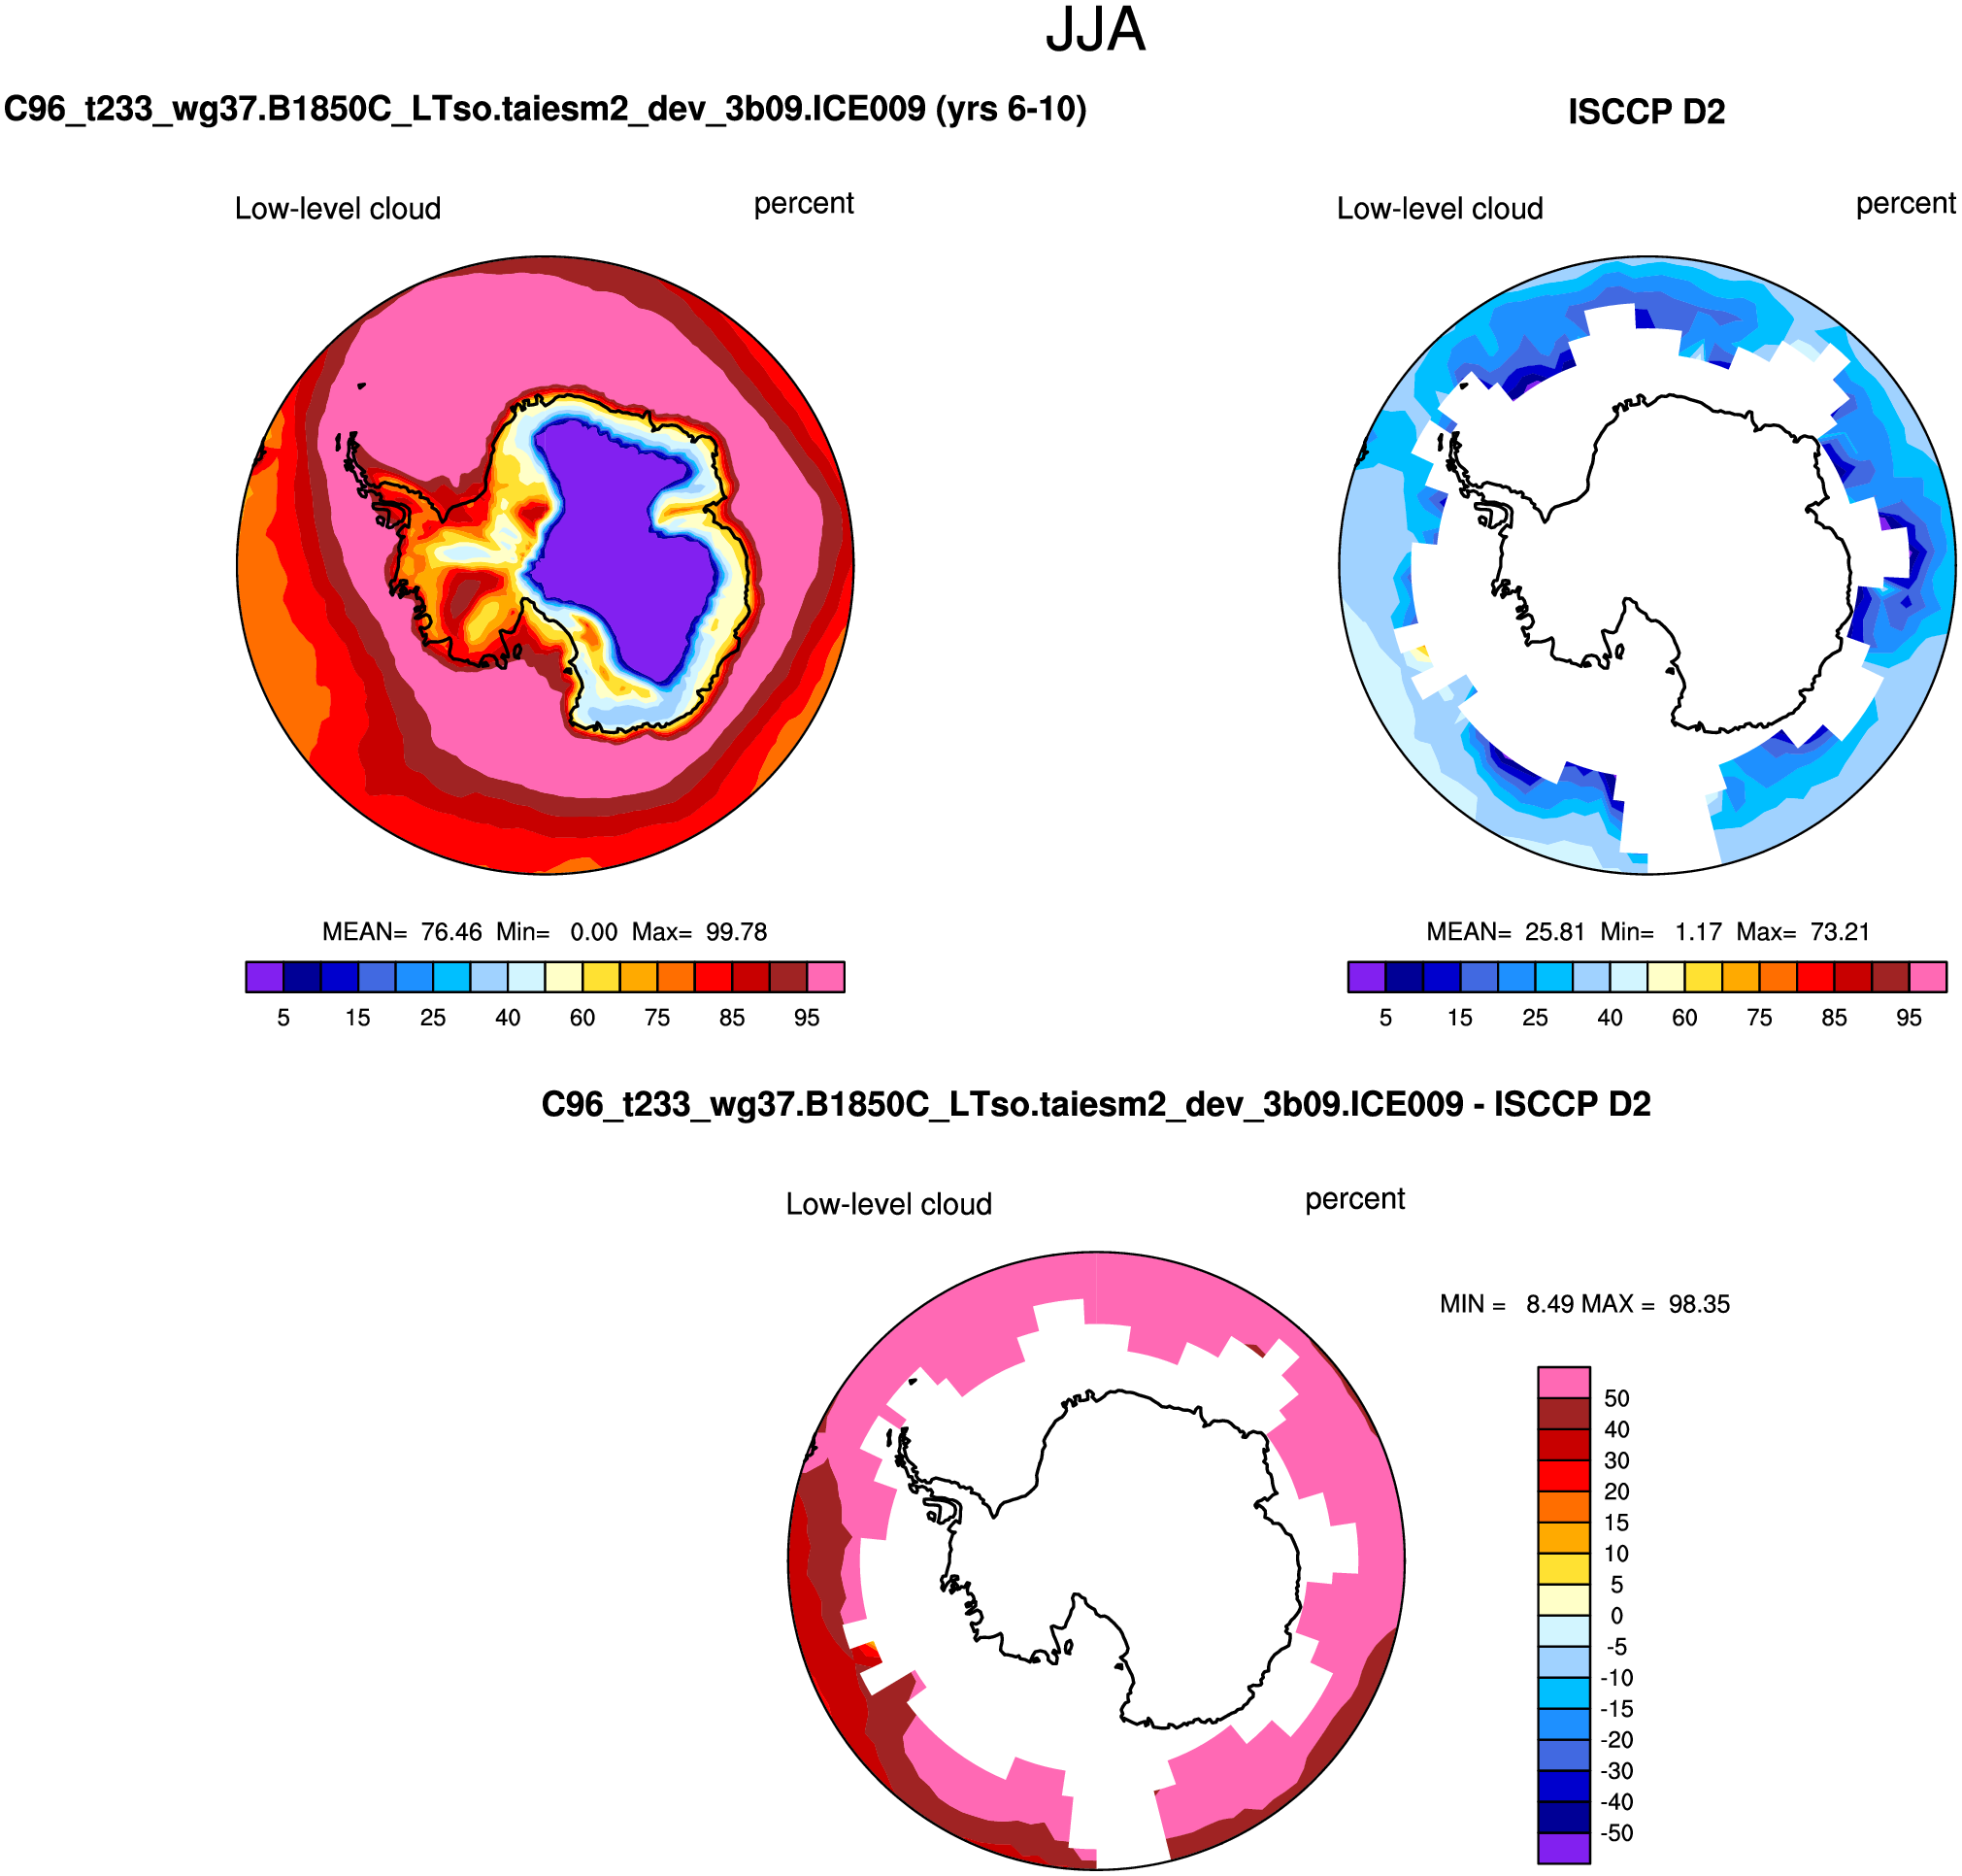 JJA
C96_t233_wg37.B1850C_LTso.taiesm2_dev_3b09.ICE009 (yrs 6-10)
ISCCP D2
Low-level cloud percent
Low-level cloud percent
MEAN= 76.46 Min= 0.00 Max= 99.78
MEAN= 25.81 Min= 1.17 Max= 73.21
5 15 25 40 60 75 85 95
5 15 25 40 60 75 85 95
C96_t233_wg37.B1850C_LTso.taiesm2_dev_3b09.ICE009 - ISCCP D2
Low-level cloud percent
MIN = 8.49 MAX = 98.35
50
40
30
20
15
10
5
0
-5
-10
-15
-20
-30
-40
-50